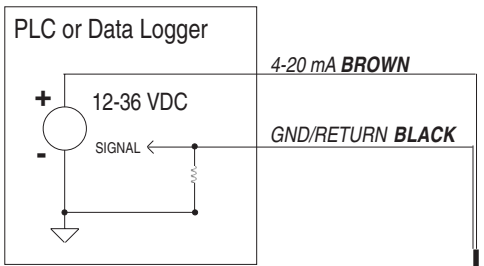 PLC or Data Logger
4-20 mA BROWN
+
12-36 VDC
GND/RETURN BLACK
SIGNAL
-